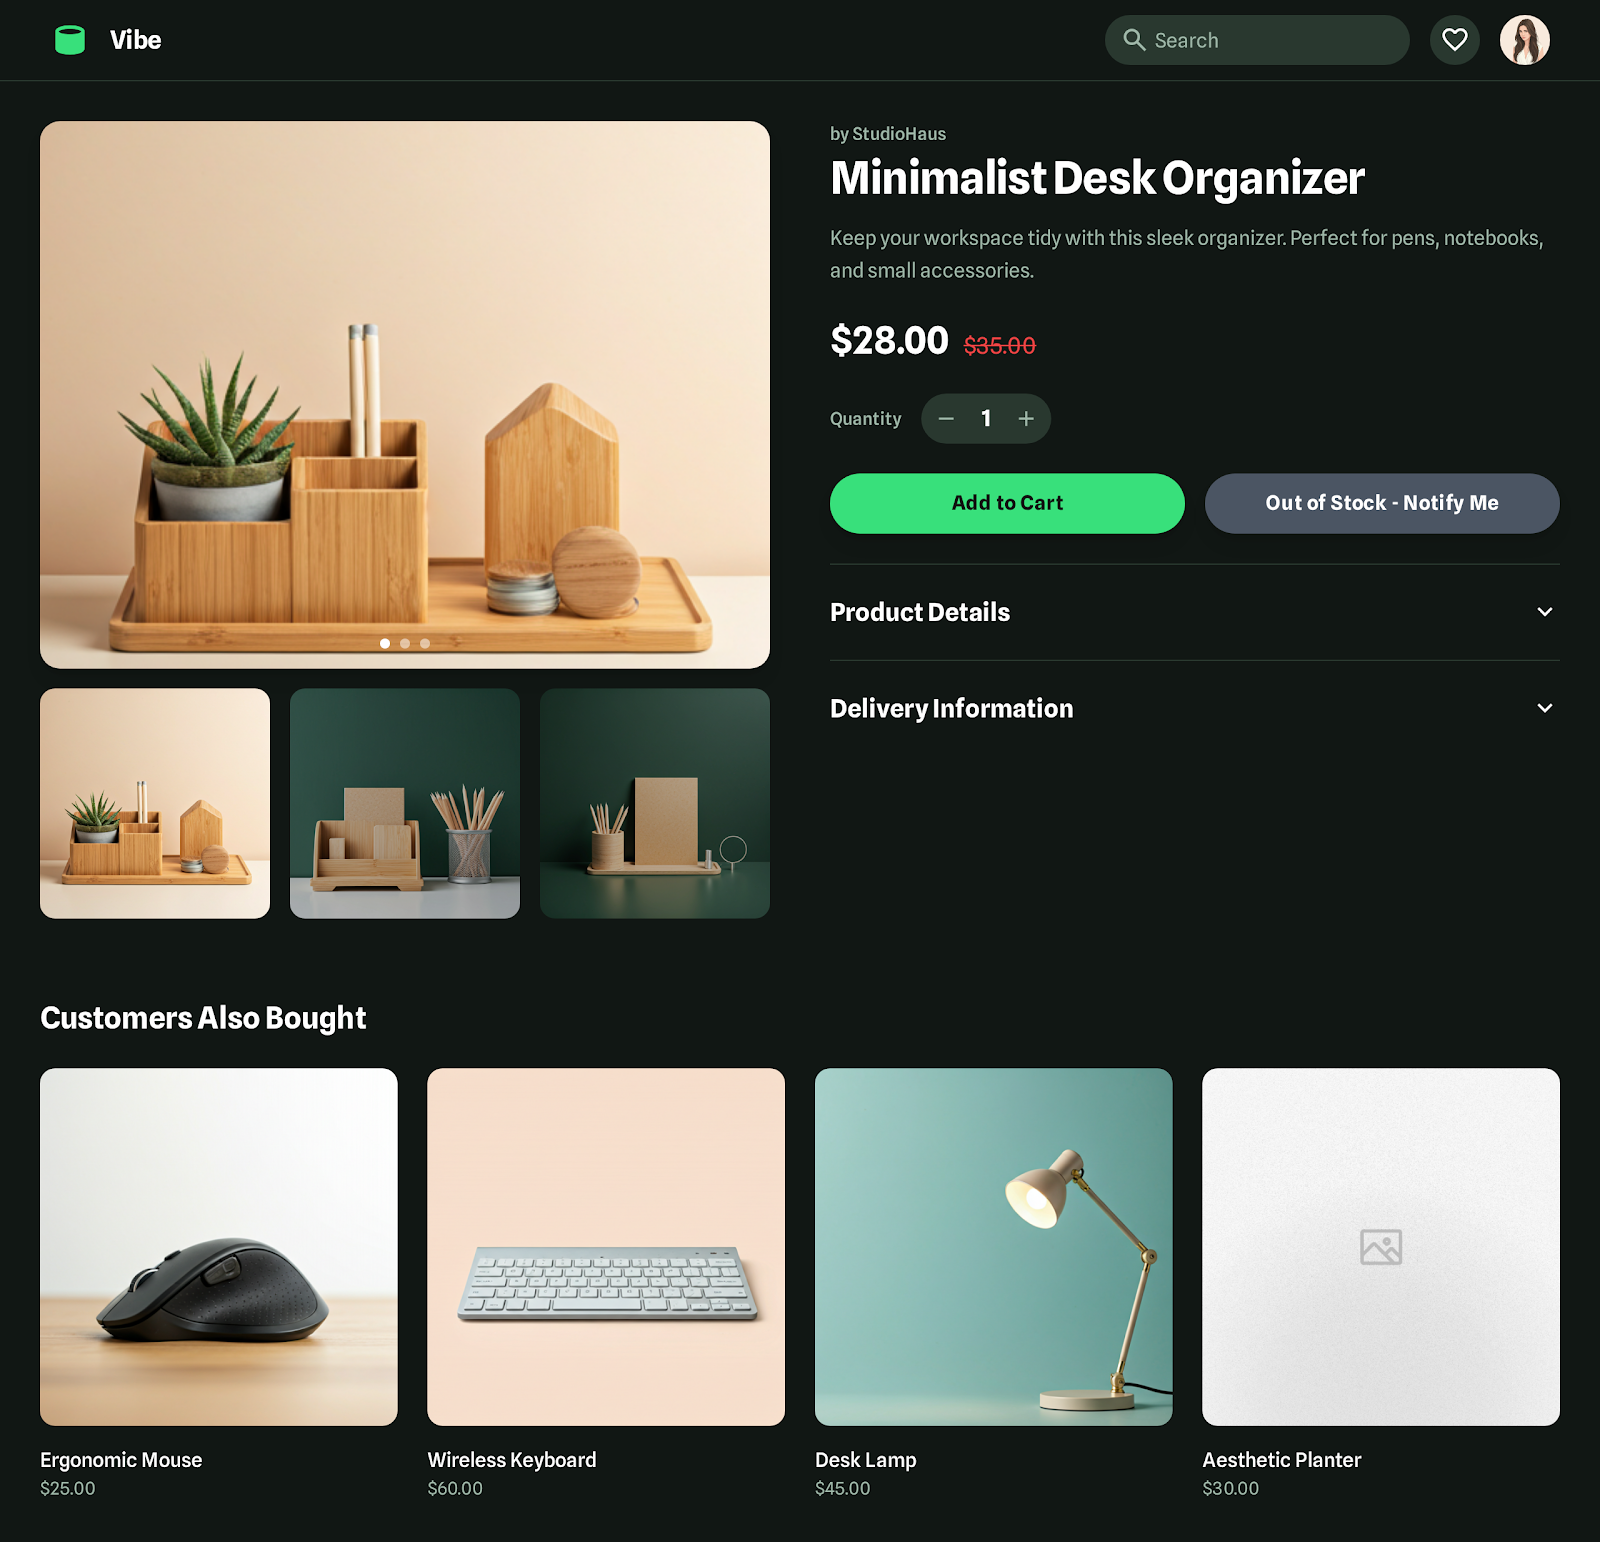 Vibe
Search
by StudioHaus
Minimalist Desk Organizer
Keep your workspace tidy with this sleek organizer. Perfect for pens, notebooks,
and small accessories.
$28.00 $35.00
Quantity − 1 +
Add to Cart
Out of Stock - Notify Me
Product Details
Delivery Information
Customers Also Bought
Ergonomic Mouse
$25.00
Wireless Keyboard
$60.00
Desk Lamp
$45.00
Aesthetic Planter
$30.00